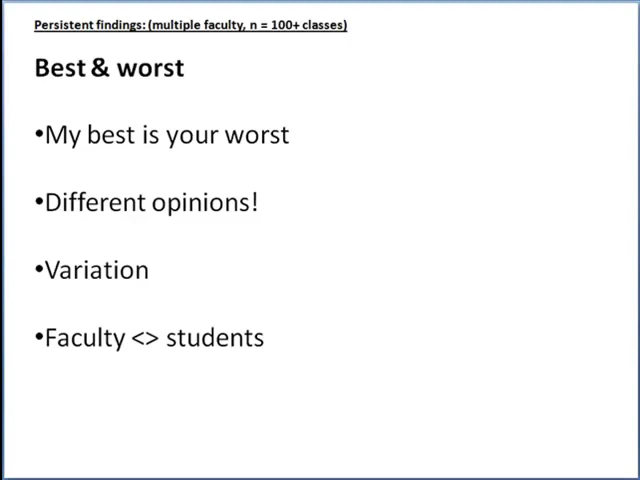 Persistent findings: (multiple faculty, n = 100+ classes)
Best & worst
•My best is your worst
•Different opinions!
•Variation
•Faculty <> students